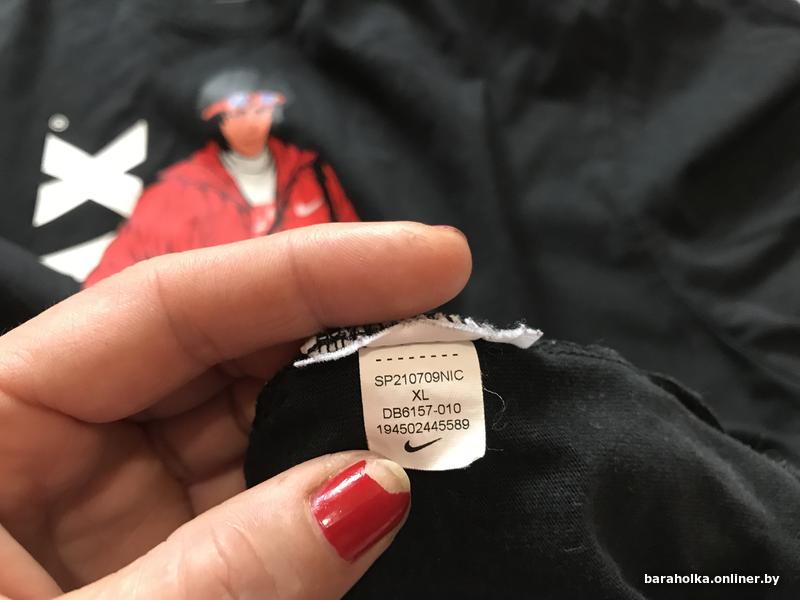 ®
SP210709NIC
XL
DB6157-010
194502445589
baraholka.onliner.by